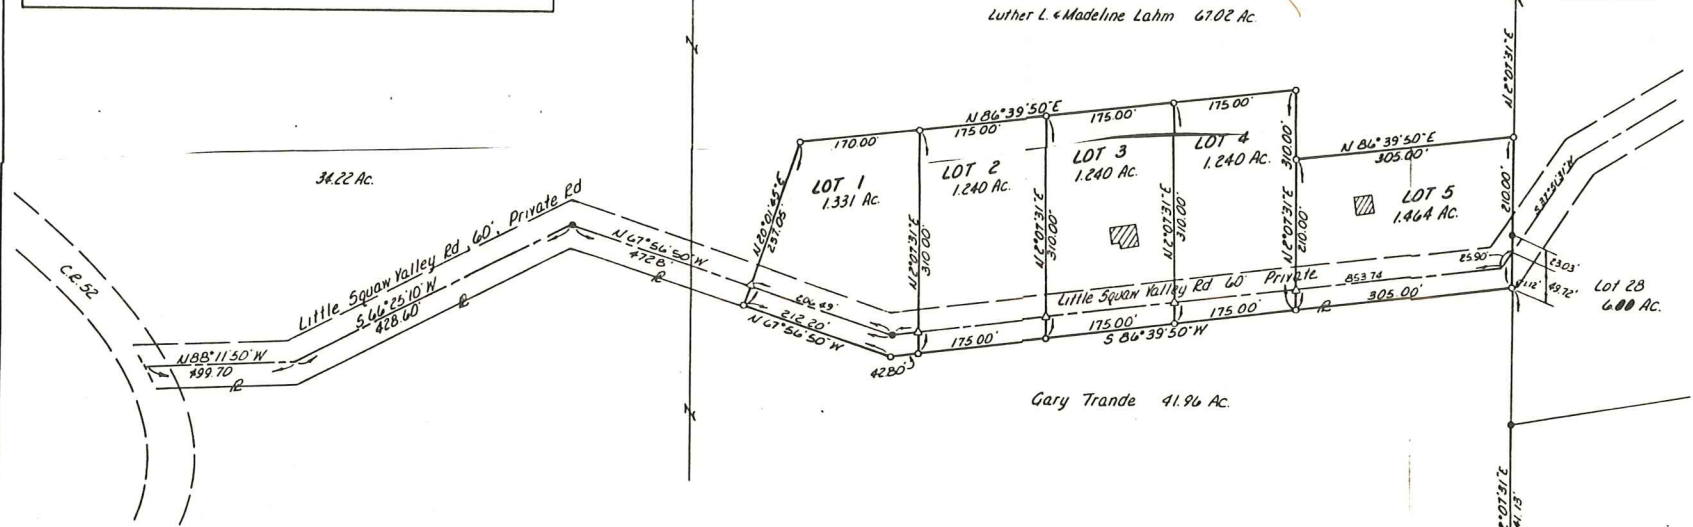 Luther L. & Madeline Lahm 67.02 Ac.
34.22 Ac.
C.R. 52
Little Squaw Valley Rd, 60', Private Rd
N88°11'50"W
499.70
S 66°25'10"W
428.60'
N 67°56'50"W
472.8'
N20°01'45"E
257.05'
206.49'
212.20'
N 67°56'50"W
170.00'
N 86°39'50"E
175.00'
175.00'
175.00'
LOT 1
1.331 Ac.
LOT 2
1.240 Ac.
LOT 3
1.240 Ac.
LOT 4
1.240 Ac.
310.00'
310.00'
310.00'
310.00'
210.00'
N 86°39'50"E
305.00'
LOT 5
1.464 Ac.
210.00'
Little Squaw Valley Rd 60' Private
853.74
25.90'
23.03'
49.72'
305.00'
42.80'
175.00'
175.00'
175.00'
S 86°39'50"W
Lot 28
6.00 Ac.
Gary Trande 41.96 Ac.